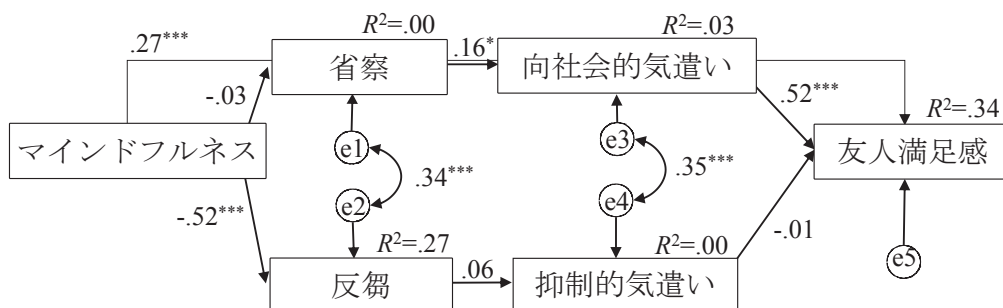 R²=.00
R²=.03
.27***
省察
.16*
向社会的気遣い
-.03
.52***
R²=.34
マインドフルネス
e1
e3
友人満足感
.34***
.35***
e2
e4
-.52***
R²=.27
R²=.00
-.01
e5
反芻
.06
抑制的気遣い